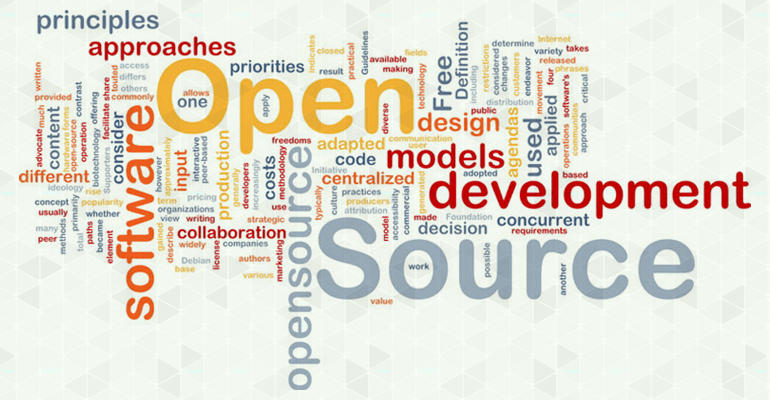 principles
approaches
Open
allows
one
priorities
apply
indicates
closed
result
practical
Guidelines
available
making
diverse
fields
technology
Free
Definition
including
restrictions
considered
changes
determine
customers
endeavor
variety
Internet
movement
released
four
takes
phrases
software's
critical
approach
communities
operations
applied
used
agendas
distribution
public
design
communication
user
adapted
code
models
centralized
development
based
adopted
written
provided
advocate
much
content
hardware
forms
open-source
contrast
operation
biotechnology
offering
facilitate
share
touted
access
differs
others
commonly
Supporters
consider
different
ideology
rise
popularity
concept
usually
many
peer
methods
primarily
total
whether
paths
became
element
software
however
approximately
input
interactive
peer-based
production
generally
developers
increasingly
costs
methodology
freedoms
use
opensource
Initiative
typically
culture
practices
producers
attribution
model
accessibility
commercial
generated
made
Foundation
decision
concurrent
requirements
term
pricing
organizations
view
writing
strategic
collaboration
gained
describe
widely
companies
license
Debian
base
authors
various
marketing
Source
work
possible
another
value